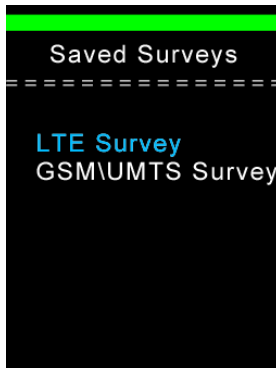 Saved Surveys
================
LTE Survey
GSM\UMTS Survey